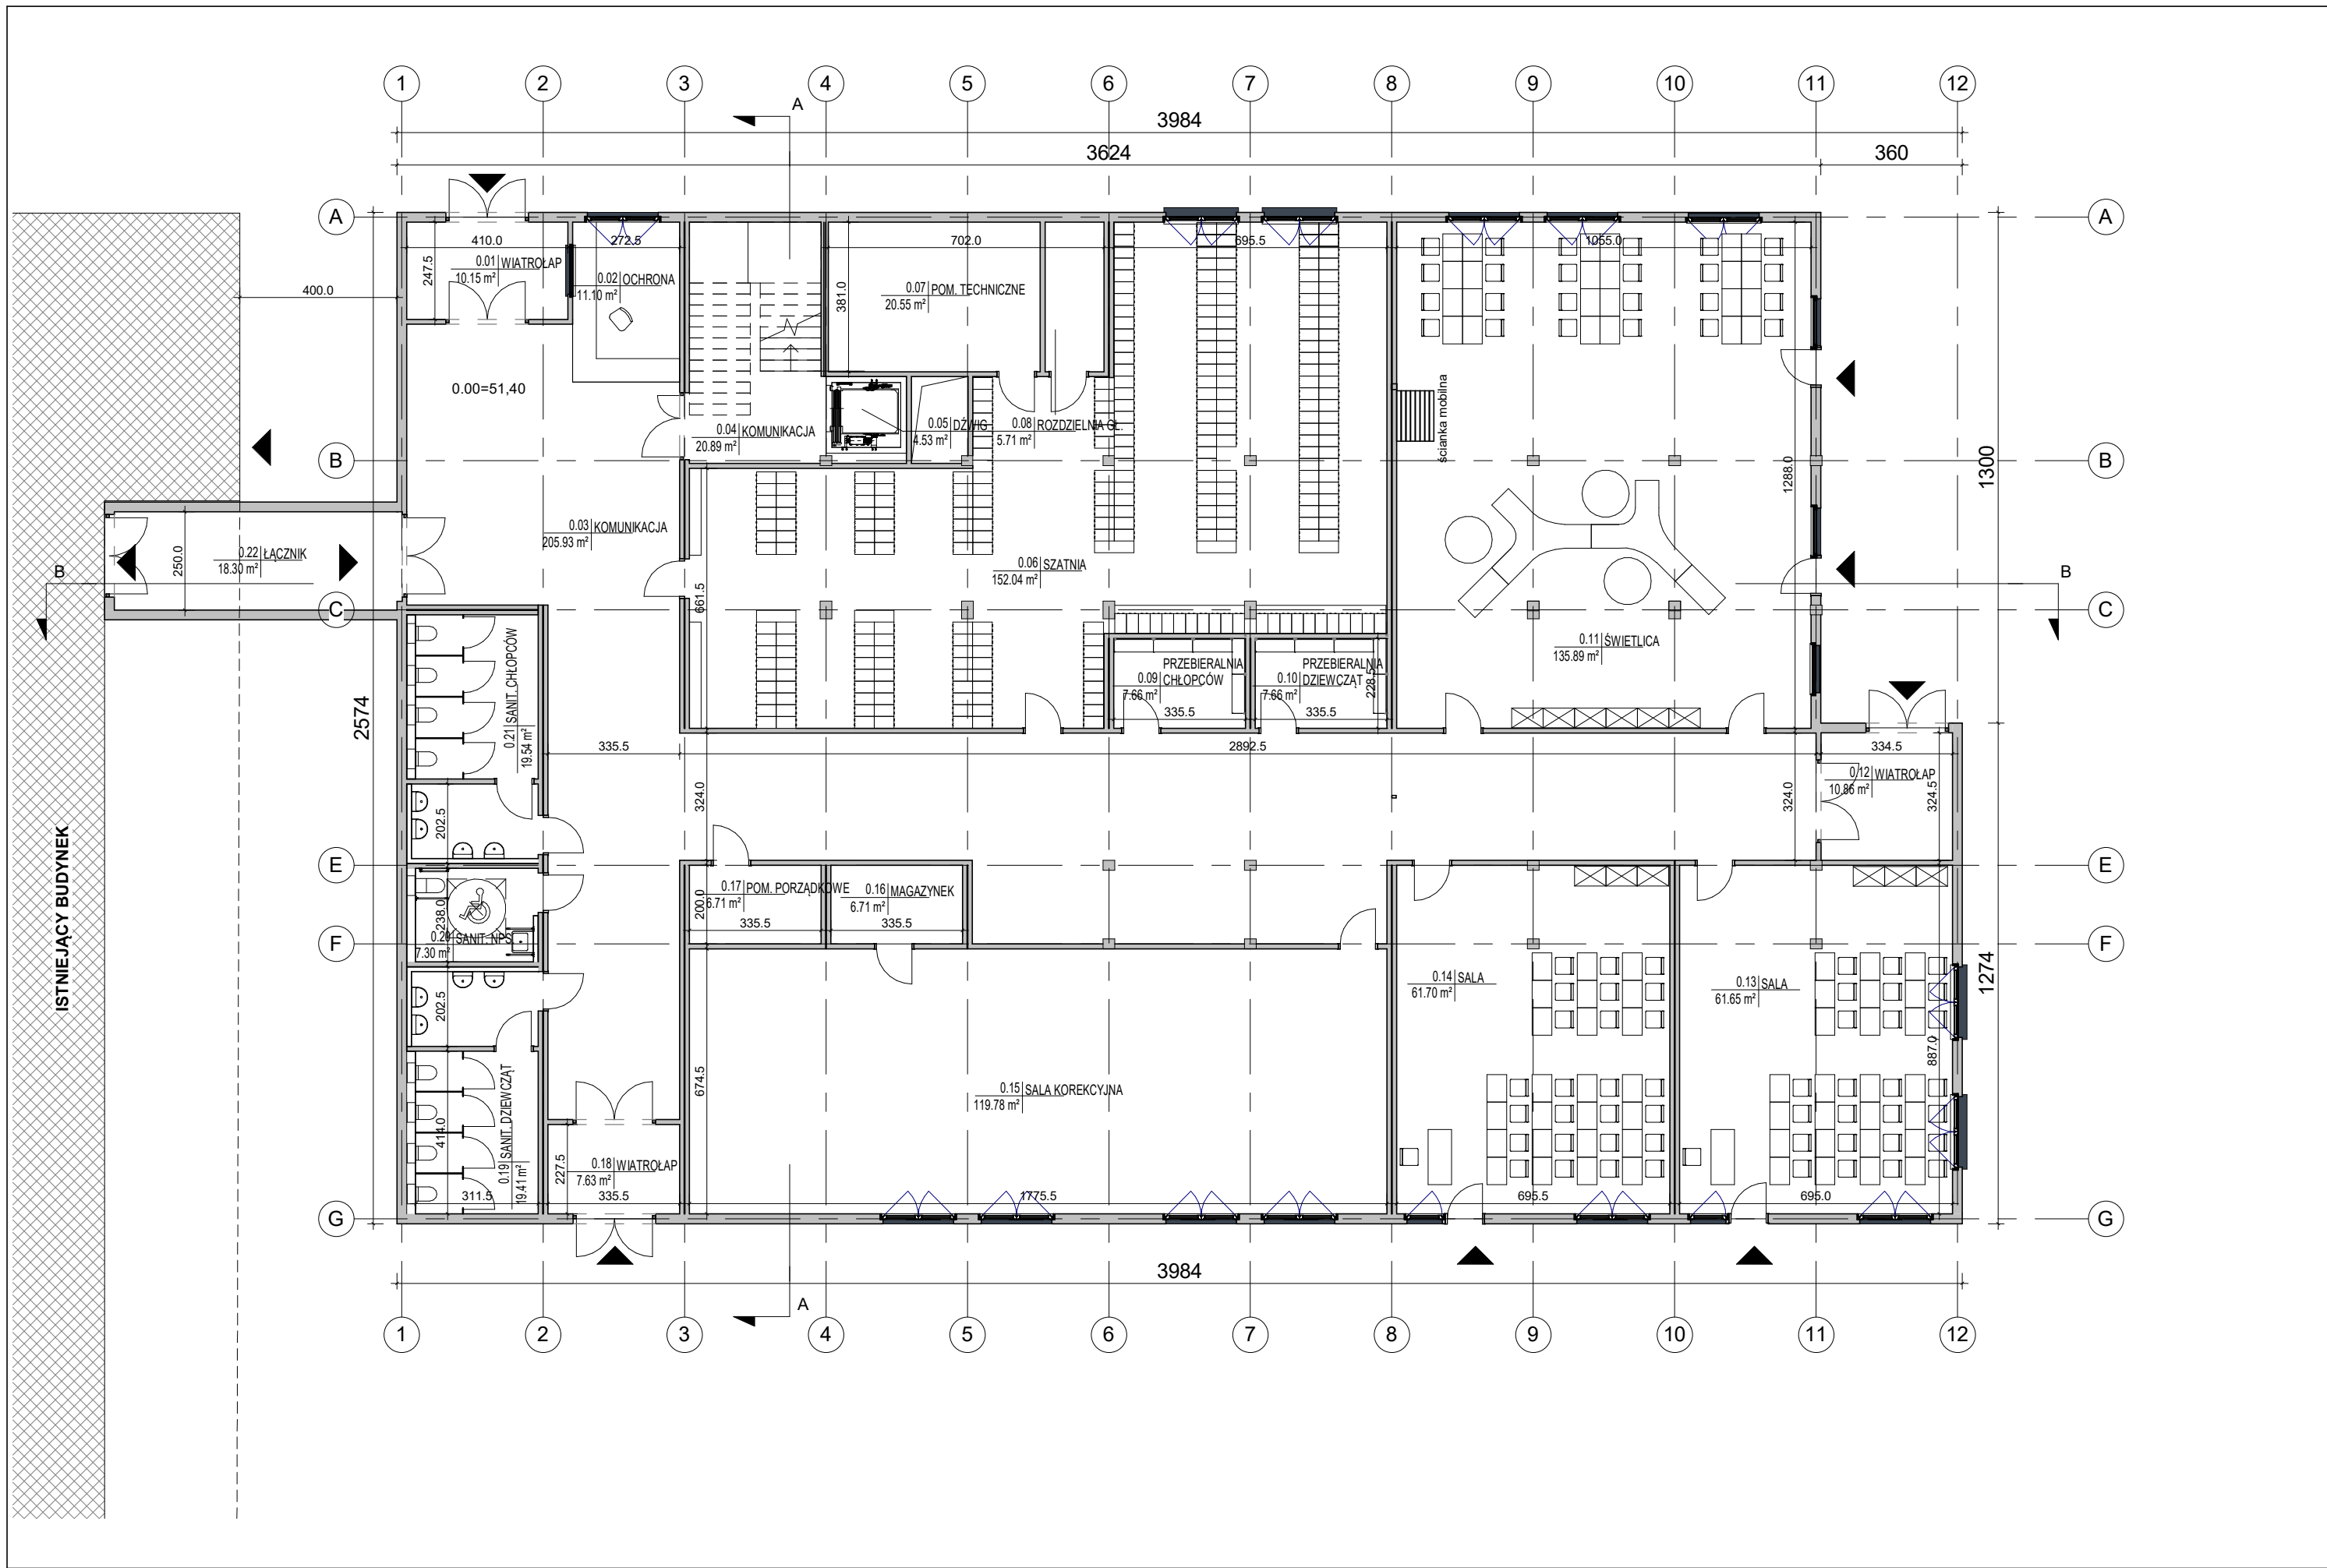 1 2 3 4 5 6 7 8 9 10 11 12
A
3984
3624 360
A A
410.0 272.5 702.0 695.5 1055.0
247.5
0.01 WIATROŁAP
10.15 m²
0.02 OCHRONA
11.10 m²
400.0
381.0
0.07 POM. TECHNICZNE
20.55 m²
0.00=51,40
ścianka mobilna
0.04 KOMUNIKACJA
20.89 m²
0.05 DŹWIG
4.53 m²
0.08 ROZDZIELNIA GŁ.
5.71 m²
B B
1288.0
1300
0.03 KOMUNIKACJA
205.93 m²
250.0
0.22 ŁĄCZNIK
18.30 m²
0.06 SZATNIA
152.04 m²
B B
661.5
C C
0.21 SANIT. CHŁOPCÓW
19.54 m²
PRZEBIERALNIA
0.09 CHŁOPCÓW
7.66 m²
335.5
PRZEBIERALNIA
0.10 DZIEWCZĄT
7.66 m²
228.5
335.5
0.11 ŚWIETLICA
135.89 m²
2574
335.5 2892.5 334.5
324.0 324.0 324.5
0.12 WIATROŁAP
10.86 m²
202.5
ISTNIEJĄCY BUDYNEK
E E
0.17 POM. PORZĄDKOWE
6.71 m²
200.0
335.5
0.16 MAGAZYNEK
6.71 m²
335.5
238.0
0.20 SANIT. NPS.
7.30 m²
F F
202.5
0.14 SALA
61.70 m²
0.13 SALA
61.65 m²
1274
887.0
674.5
0.15 SALA KOREKCYJNA
119.78 m²
414.0
0.19 SANIT. DZIEWCZĄT
19.41 m²
227.5
0.18 WIATROŁAP
7.63 m²
311.5 335.5 1775.5 695.5 695.0
G G
3984
A
1 2 3 4 5 6 7 8 9 10 11 12